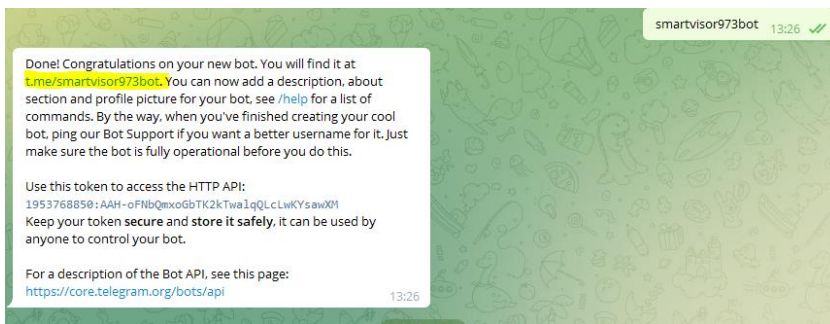 smartvisor973bot 13:26
Done! Congratulations on your new bot. You will find it at
t.me/smartvisor973bot. You can now add a description, about
section and profile picture for your bot, see /help for a list of
commands. By the way, when you've finished creating your cool
bot, ping our Bot Support if you want a better username for it. Just
make sure the bot is fully operational before you do this.
Use this token to access the HTTP API:
1953768850:AAH-oFNbQmxoGbTK2kTwalqQLcLwKYsawXM
Keep your token secure and store it safely, it can be used by
anyone to control your bot.
For a description of the Bot API, see this page:
https://core.telegram.org/bots/api 13:26